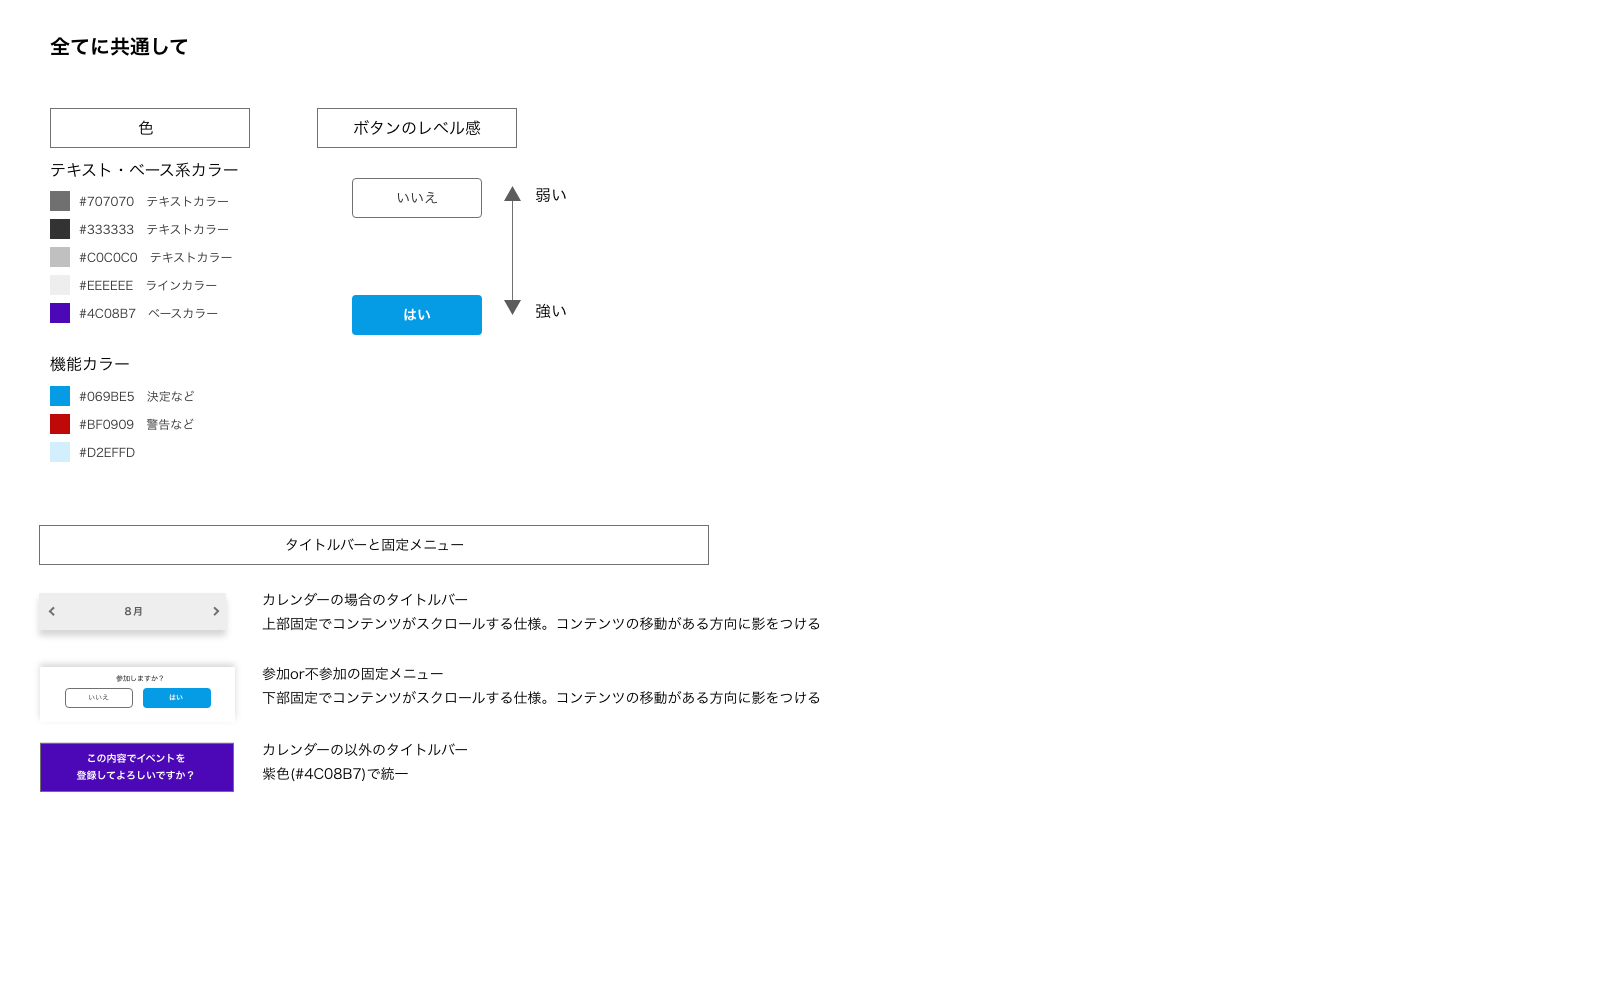 全てに共通して
色
テキスト・ベース系カラー
#707070　テキストカラー
#333333　テキストカラー
#C0C0C0　テキストカラー
#EEEEEE　ラインカラー
#4C08B7　ベースカラー
機能カラー
#069BE5　決定など
#BF0909　警告など
#D2EFFD
ボタンのレベル感
いいえ
弱い
はい
強い
タイトルバーと固定メニュー
8月
カレンダーの場合のタイトルバー
上部固定でコンテンツがスクロールする仕様。コンテンツの移動がある方向に影をつける
参加しますか？
いいえ はい
参加or不参加の固定メニュー
下部固定でコンテンツがスクロールする仕様。コンテンツの移動がある方向に影をつける
この内容でイベントを
登録してよろしいですか？
カレンダーの以外のタイトルバー
紫色(#4C08B7)で統一